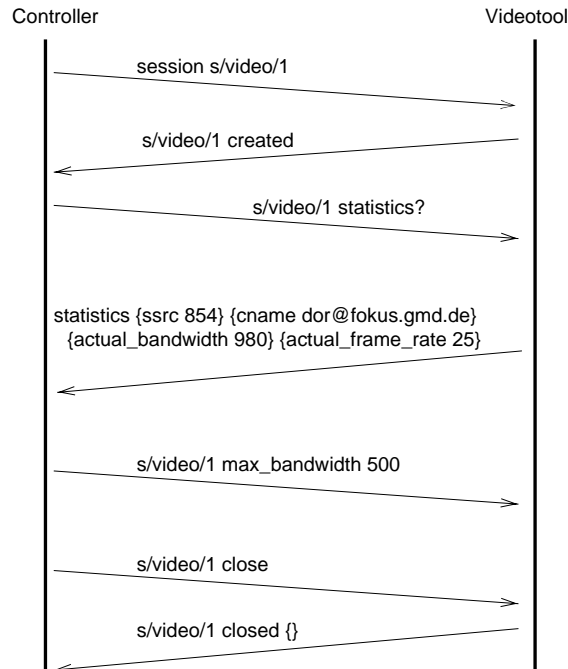 Controller Videotool
session s/video/1
s/video/1 created
s/video/1 statistics?
statistics {ssrc 854} {cname dor@fokus.gmd.de}
{actual_bandwidth 980} {actual_frame_rate 25}
s/video/1 max_bandwidth 500
s/video/1 close
s/video/1 closed {}